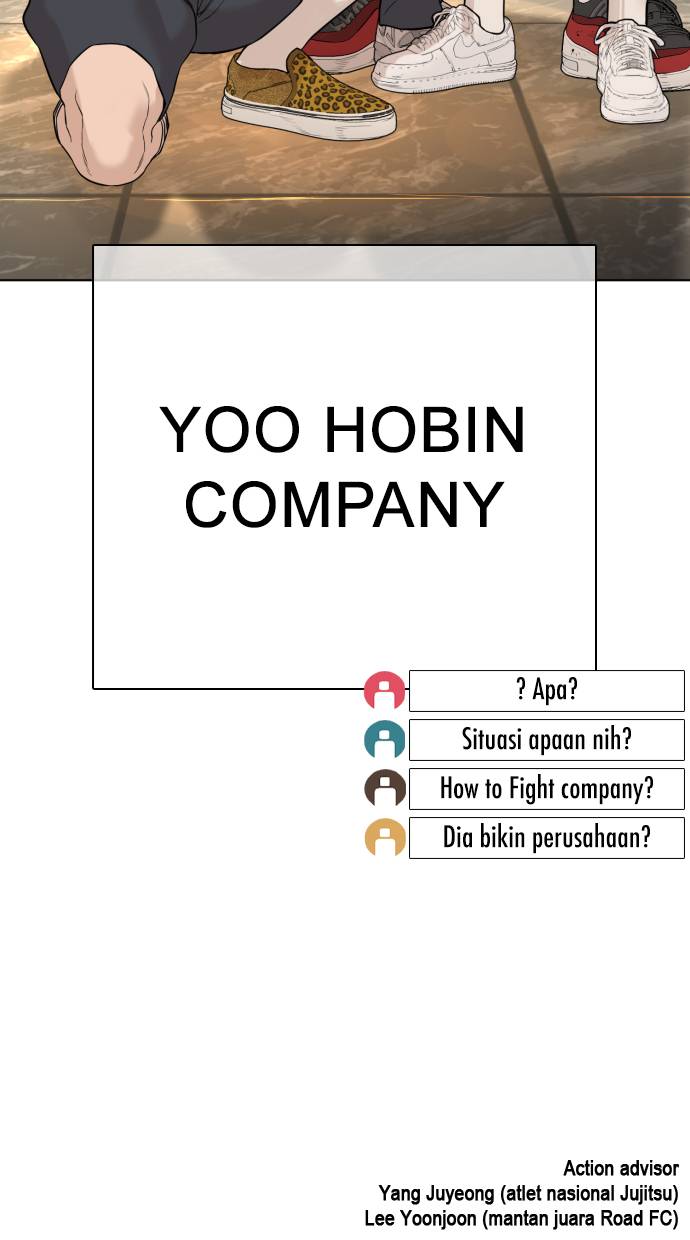 YOO HOBIN
COMPANY
? Apa?
Situasi apaan nih?
How to Fight company?
Dia bikin perusahaan?
Action advisor
Yang Juyeong (atlet nasional Jujitsu)
Lee Yoonjoon (mantan juara Road FC)